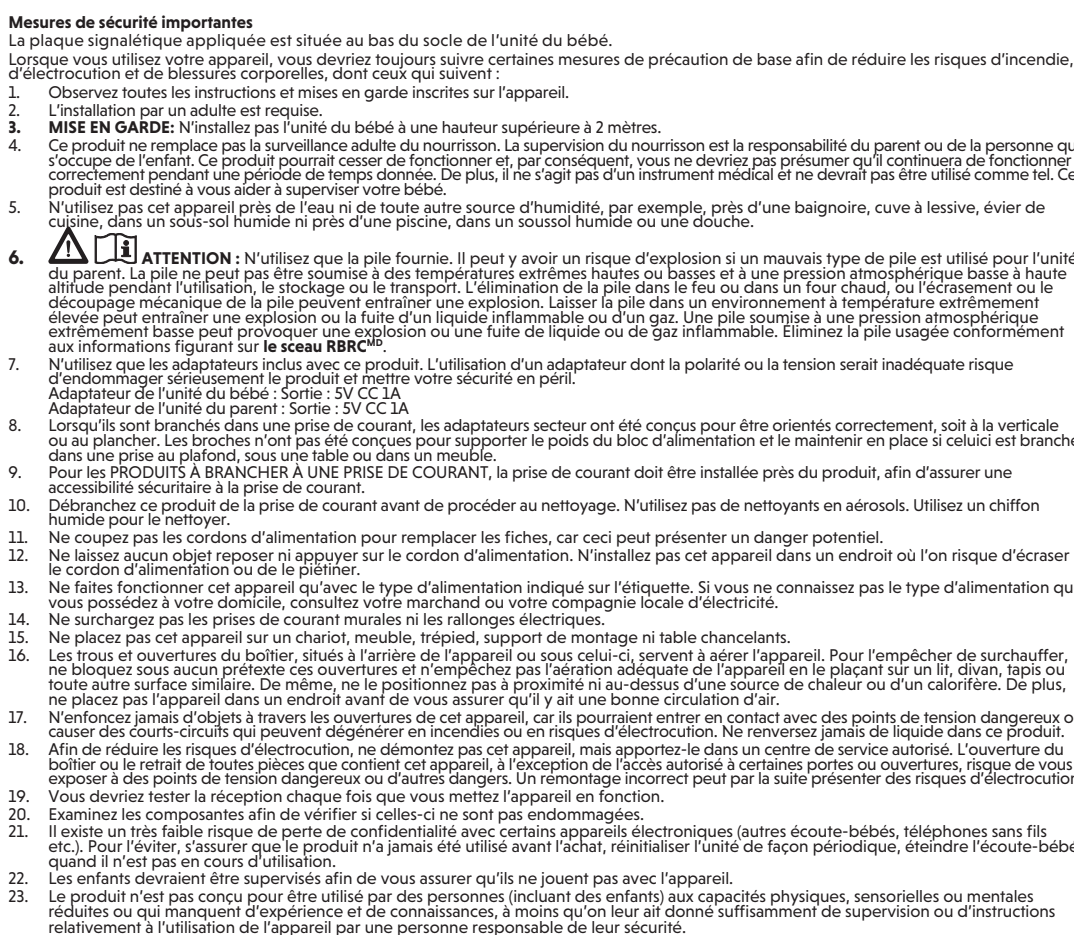 Mesures de sécurité importantes
La plaque signalétique appliquée est située au bas du socle de l'unité du bébé.
Lorsque vous utilisez votre appareil, vous devriez toujours suivre certaines mesures de précaution de base afin de réduire les risques d'incendie,
d'électrocution et de blessures corporelles, dont ceux qui suivent :
1. Observez toutes les instructions et mises en garde inscrites sur l'appareil.
2. L'installation par un adulte est requise.
3. MISE EN GARDE: N'installez pas l'unité du bébé à une hauteur supérieure à 2 mètres.
4. Ce produit ne remplace pas la surveillance adulte du nourrisson. La supervision du nourrisson est la responsabilité du parent ou de la personne qu
s'occupe de l'enfant. Ce produit pourrait cesser de fonctionner et, par conséquent, vous ne devriez pas présumer qu'il continuera de fonctionner
correctement pendant une période de temps donnée. De plus, il ne s'agit pas d'un instrument médical et ne devrait pas être utilisé comme tel. Ce
produit est destiné à vous aider à superviser votre bébé.
5. N'utilisez pas cet appareil près de l'eau ni de toute autre source d'humidité, par exemple, près d'une baignoire, cuve à lessive, évier de
cuisine, dans un sous-sol humide ni près d'une piscine, dans un soussol humide ou une douche.
6. ATTENTION : N'utilisez que la pile fournie. Il peut y avoir un risque d'explosion si un mauvais type de pile est utilisé pour l'unité
du parent. La pile ne peut pas être soumise à des températures extrêmes hautes ou basses et à une pression atmosphérique basse à haute
altitude pendant l'utilisation, le stockage ou le transport. L'élimination de la pile dans le feu ou dans un four chaud, ou l'écrasement ou le
découpage mécanique de la pile peuvent entraîner une explosion. Laisser la pile dans un environnement à température extrêmement
élevée peut entraîner une explosion ou la fuite d'un liquide inflammable ou d'un gaz. Une pile soumise à une pression atmosphérique
extrêmement basse peut provoquer une explosion ou une fuite de liquide ou de gaz inflammable. Éliminez la pile usagée conformément
aux informations figurant sur le sceau RBRCᴹᴰ.
7. N'utilisez que les adaptateurs inclus avec ce produit. L'utilisation d'un adaptateur dont la polarité ou la tension serait inadéquate risque
d'endommager sérieusement le produit et mettre votre sécurité en péril.
Adaptateur de l'unité du bébé : Sortie : 5V CC 1A
Adaptateur de l'unité du parent : Sortie : 5V CC 1A
8. Lorsqu'ils sont branchés dans une prise de courant, les adaptateurs secteur ont été conçus pour être orientés correctement, soit à la verticale
ou au plancher. Les broches n'ont pas été conçues pour supporter le poids du bloc d'alimentation et le maintenir en place si celuici est branché
dans une prise au plafond, sous une table ou dans un meuble.
9. Pour les PRODUITS À BRANCHER À UNE PRISE DE COURANT, la prise de courant doit être installée près du produit, afin d'assurer une
accessibilité sécuritaire à la prise de courant.
10. Débranchez ce produit de la prise de courant avant de procéder au nettoyage. N'utilisez pas de nettoyants en aérosols. Utilisez un chiffon
humide pour le nettoyer.
11. Ne coupez pas les cordons d'alimentation pour remplacer les fiches, car ceci peut présenter un danger potentiel.
12. Ne laissez aucun objet reposer ni appuyer sur le cordon d'alimentation. N'installez pas cet appareil dans un endroit où l'on risque d'écraser
le cordon d'alimentation ou de le piétiner.
13. Ne faites fonctionner cet appareil qu'avec le type d'alimentation indiqué sur l'étiquette. Si vous ne connaissez pas le type d'alimentation qu
vous possédez à votre domicile, consultez votre marchand ou votre compagnie locale d'électricité.
14. Ne surchargez pas les prises de courant murales ni les rallonges électriques.
15. Ne placez pas cet appareil sur un chariot, meuble, trépied, support de montage ni table chancelants.
16. Les trous et ouvertures du boîtier, situés à l'arrière de l'appareil ou sous celui-ci, servent à aérer l'appareil. Pour l'empêcher de surchauffer,
ne bloquez sous aucun prétexte ces ouvertures et n'empêchez pas l'aération adéquate de l'appareil en le plaçant sur un lit, divan, tapis ou
toute autre surface similaire. De même, ne le positionnez pas à proximité ni au-dessus d'une source de chaleur ou d'un calorifère. De plus,
ne placez pas l'appareil dans un endroit avant de vous assurer qu'il y ait une bonne circulation d'air.
17. N'enfoncez jamais d'objets à travers les ouvertures de cet appareil, car ils pourraient entrer en contact avec des points de tension dangereux o
causer des courts-circuits qui peuvent dégénérer en incendies ou en risques d'électrocution. Ne renversez jamais de liquide dans ce produit.
18. Afin de réduire les risques d'électrocution, ne démontez pas cet appareil, mais apportez-le dans un centre de service autorisé. L'ouverture du
boîtier ou le retrait de toutes pièces que contient cet appareil, à l'exception de l'accès autorisé à certaines portes ou ouvertures, risque de vous
exposer à des points de tension dangereux ou d'autres dangers. Un remontage incorrect peut par la suite présenter des risques d'électrocution
19. Vous devriez tester la réception chaque fois que vous mettez l'appareil en fonction.
20. Examinez les composantes afin de vérifier si celles-ci ne sont pas endommagées.
21. Il existe un très faible risque de perte de confidentialité avec certains appareils électroniques (autres écoute-bébés, téléphones sans fils
etc.). Pour l'éviter, s'assurer que le produit n'a jamais été utilisé avant l'achat, réinitialiser l'unité de façon périodique, éteindre l'écoute-bébé
quand il n'est pas en cours d'utilisation.
22. Les enfants devraient être supervisés afin de vous assurer qu'ils ne jouent pas avec l'appareil.
23. Le produit n'est pas conçu pour être utilisé par des personnes (incluant des enfants) aux capacités physiques, sensorielles ou mentales
réduites ou qui manquent d'expérience et de connaissances, à moins qu'on leur ait donné suffisamment de supervision ou d'instructions
relativement à l'utilisation de l'appareil par une personne responsable de leur sécurité.